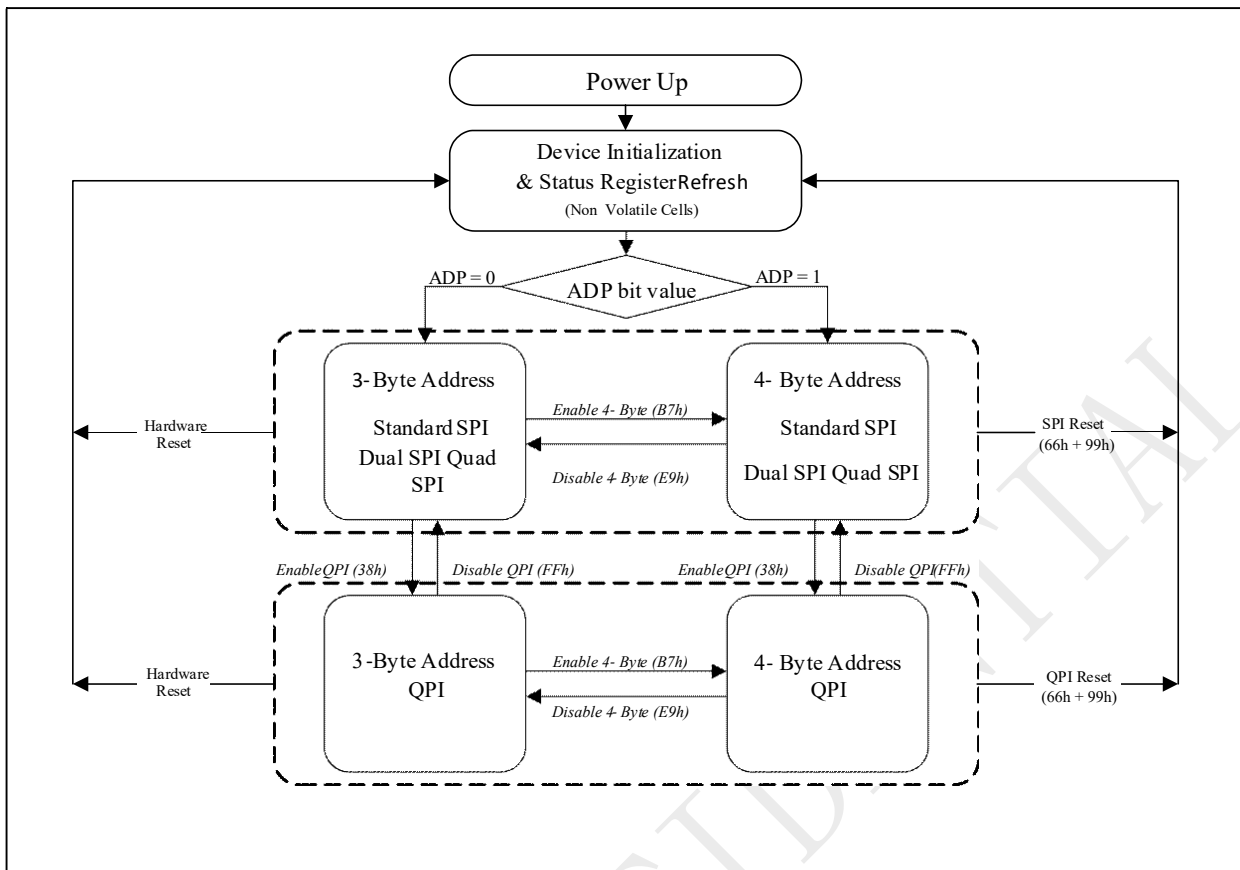 Power Up
Device Initialization
& Status RegisterRefresh
(Non Volatile Cells)
ADP = 0
ADP bit value
ADP = 1
3-Byte Address
Standard SPI
Dual SPI Quad
SPI
Enable 4- Byte (B7h)
Disable 4-Byte (E9h)
4- Byte Address
Standard SPI
Dual SPI Quad SPI
Hardware
Reset
SPI Reset
(66h + 99h)
EnableQPI (38h)
Disable QPI (FFh)
EnableQPI (38h)
Disable QPI(FFh)
3-Byte Address
QPI
Enable 4- Byte (B7h)
Disable 4-Byte (E9h)
4- Byte Address
QPI
Hardware
Reset
QPI Reset
(66h + 99h)